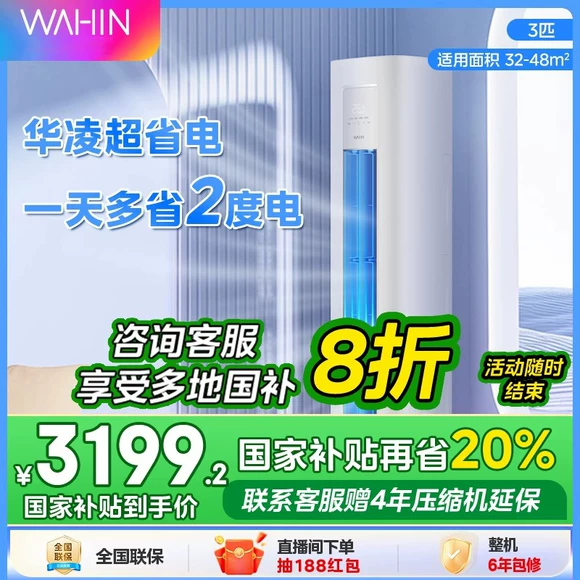 WAHIN
3匹
适用面积 32-48m²
华凌超省电
一天多省2度电
咨询客服
享受多地国补
8折
活动随时
结束
¥3199.2
国家补贴到手价
国家补贴再省20%
联系客服赠4年压缩机延保
全国
联保
全国联保
直播间下单
抽188红包
整机
6年包修